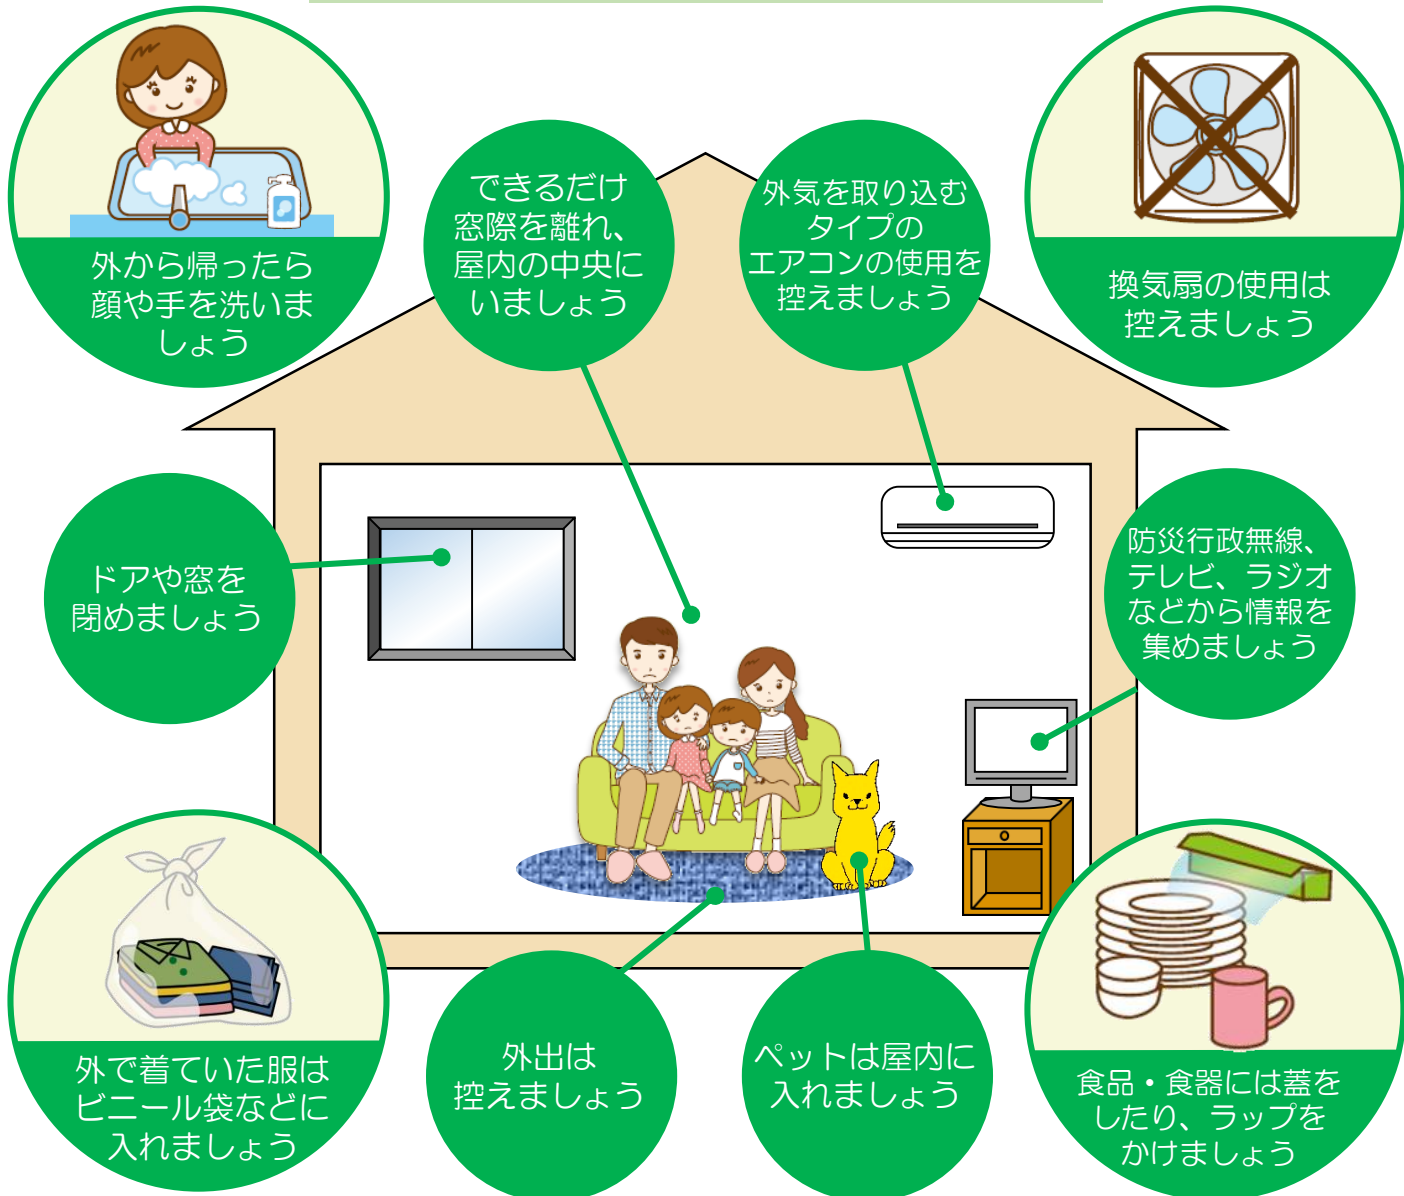 外から帰ったら
顔や手を洗いま
しょう
できるだけ
窓際を離れ、
屋内の中央に
いましょう
外気を取り込む
タイプの
エアコンの使用を
控えましょう
換気扇の使用は
控えましょう
ドアや窓を
閉めましょう
防災行政無線、
テレビ、ラジオ
などから情報を
集めましょう
外で着ていた服は
ビニール袋などに
入れましょう
外出は
控えましょう
ペットは屋内に
入れましょう
食品・食器には蓋を
したり、ラップを
かけましょう